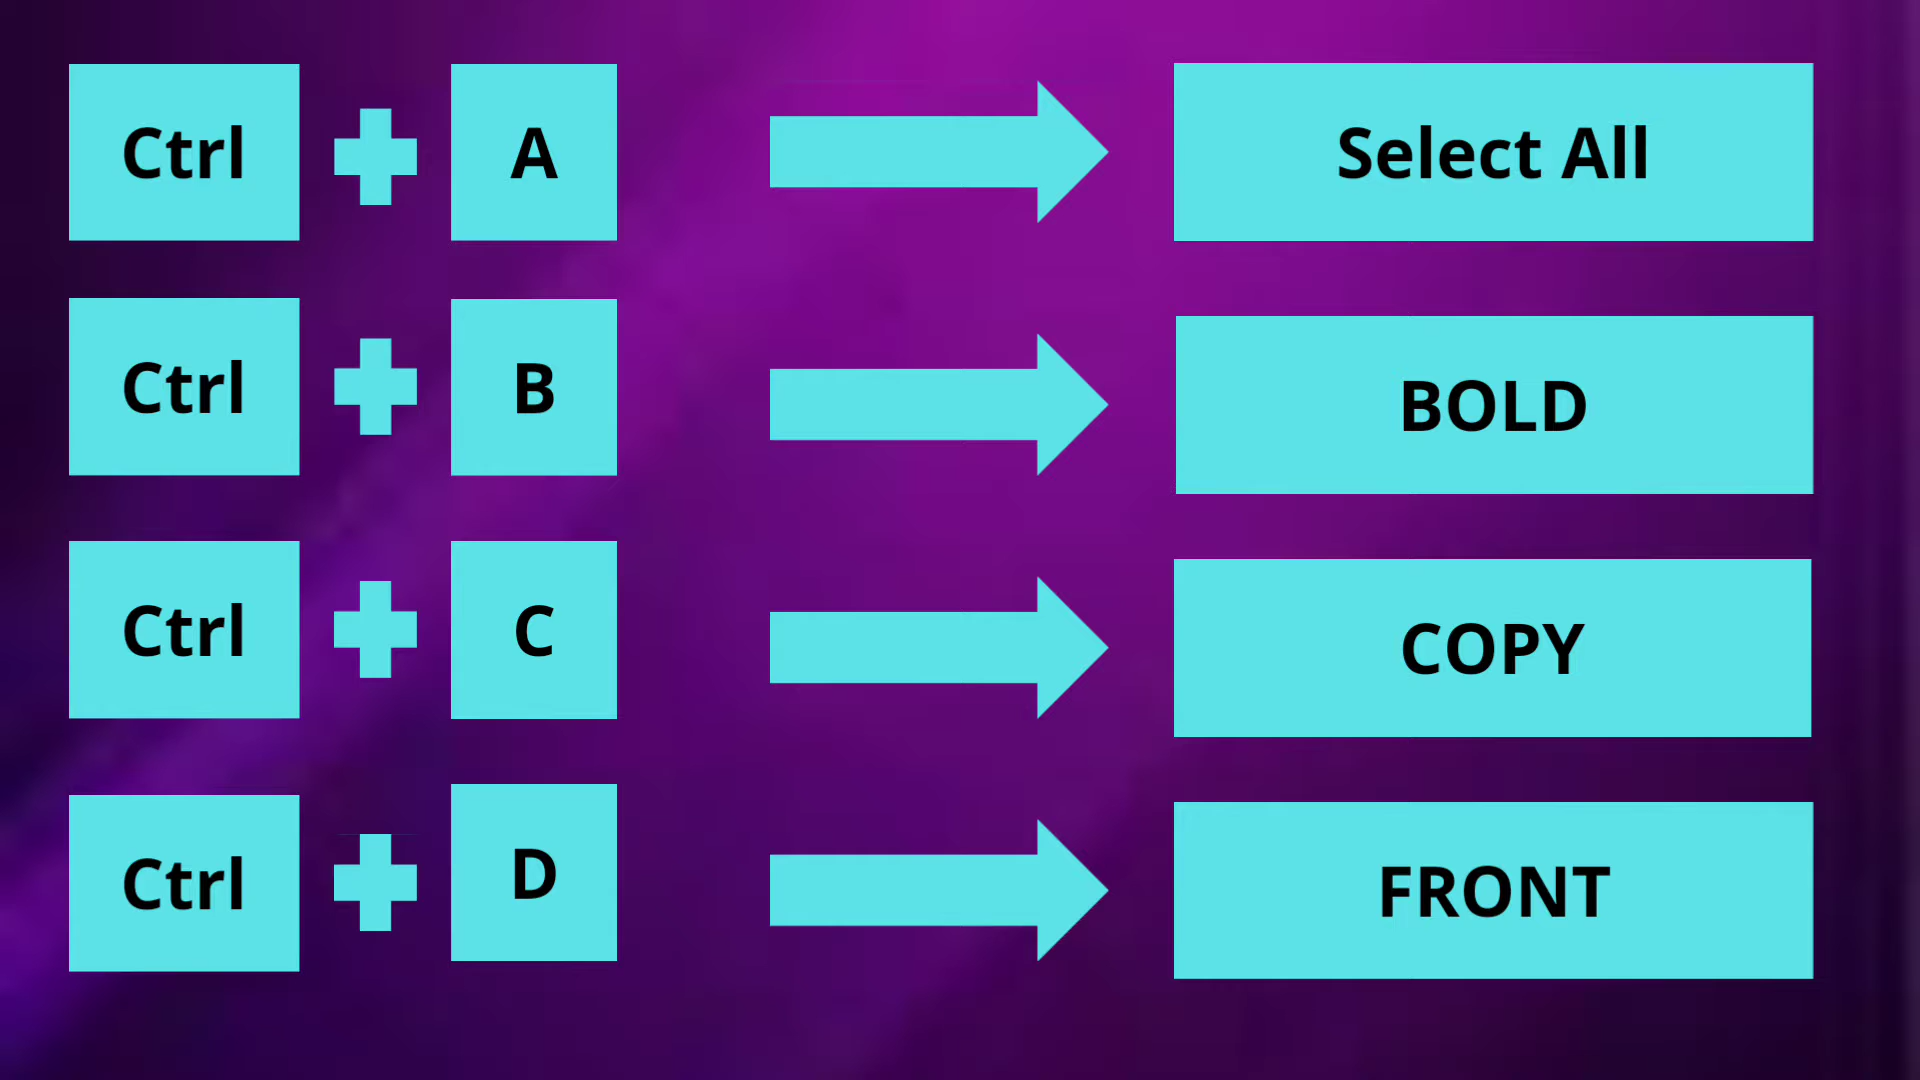 Ctrl + A Select All
Ctrl + B BOLD
Ctrl + C COPY
Ctrl + D FRONT